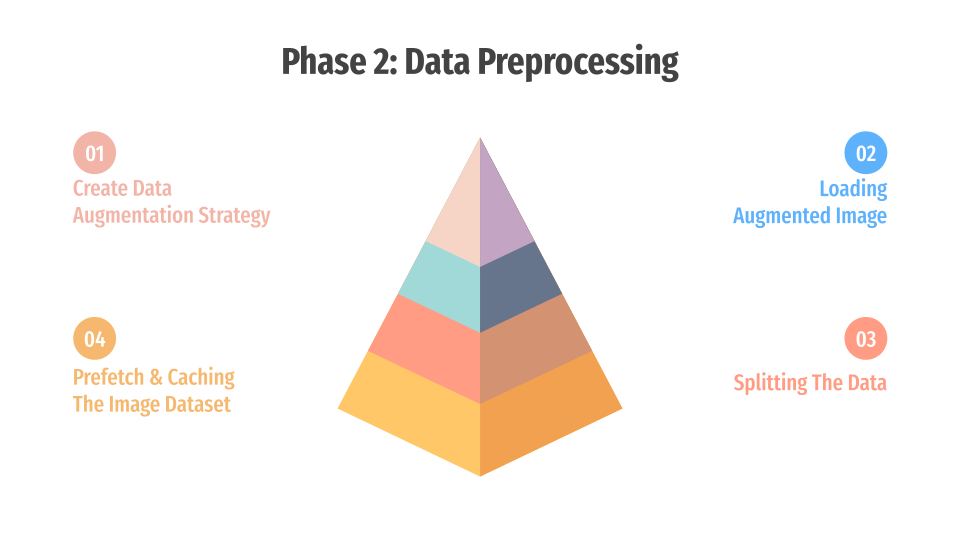 Phase 2: Data Preprocessing
01
Create Data
Augmentation Strategy
02
Loading
Augmented Image
04
Prefetch & Caching
The Image Dataset
03
Splitting The Data